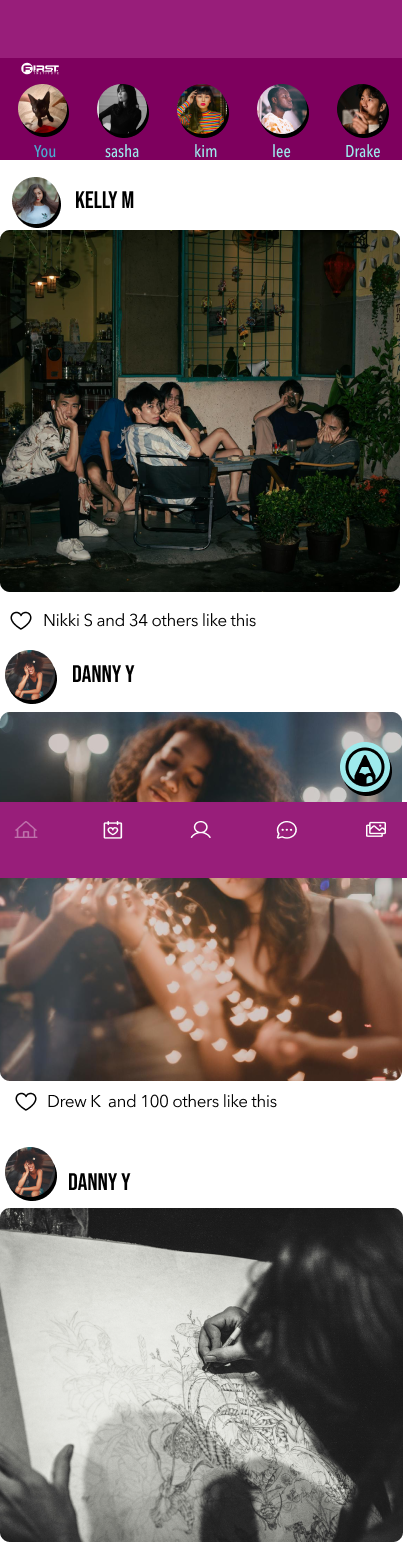 FIRST
You sasha kim lee Drake
KELLY M
Nikki S and 34 others like this
DANNY Y
Drew K and 100 others like this
DANNY Y